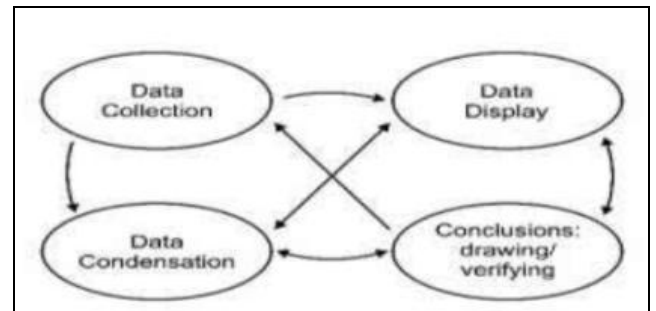 Data
Collection
Data
Display
Data
Condensation
Conclusions:
drawing/
verifying